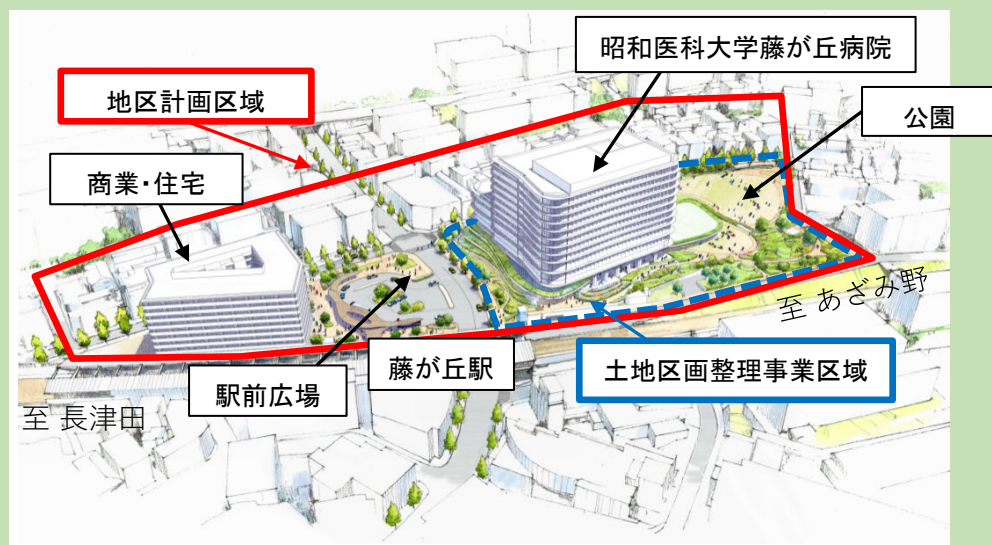 昭和医科大学藤が丘病院
地区計画区域
公園
商業・住宅
至 あざみ野
藤が丘駅
土地区画整理事業区域
駅前広場
至 長津田